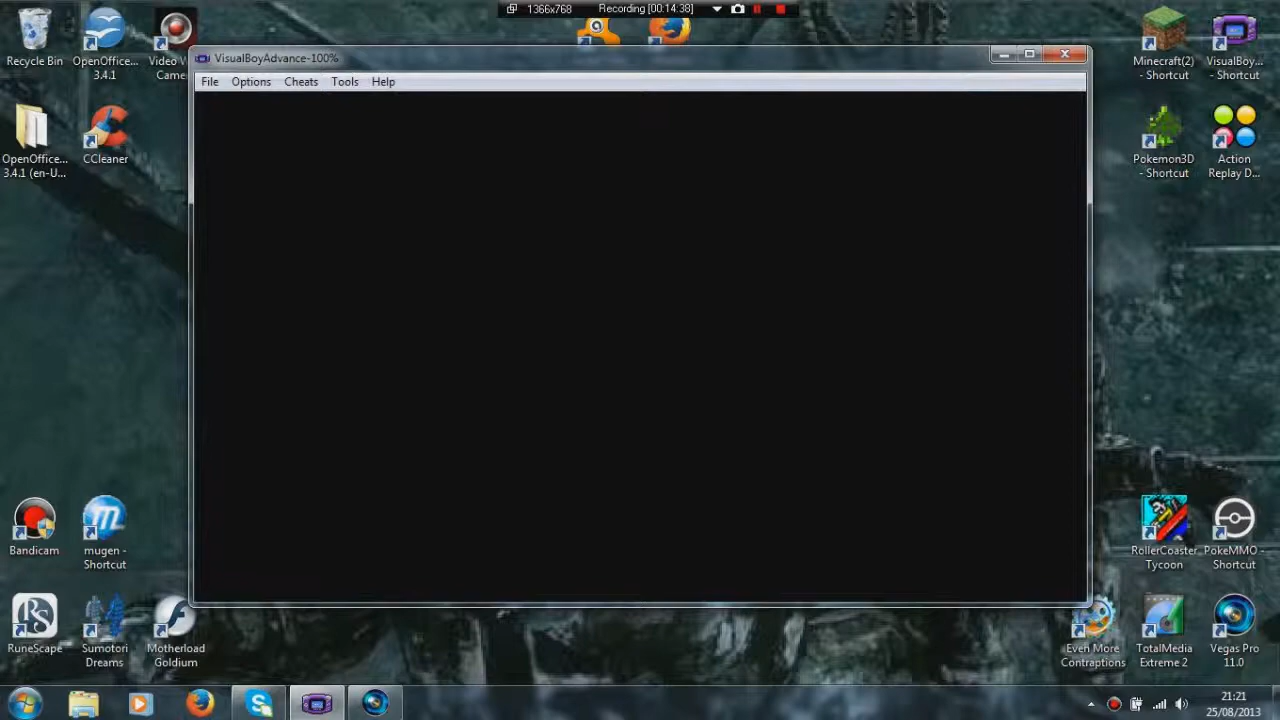 1366x768 Recording [00:14:38]
Recycle Bin
OpenOffice...
3.4.1
Video W
Came
Minecraft(2)
- Shortcut
VisualBoy...
- Shortcut
VisualBoyAdvance-100%
File Options Cheats Tools Help
OpenOffice...
3.4.1 (en-U...
CCleaner
Pokemon3D
- Shortcut
Action
Replay D...
Bandicam
mugen -
Shortcut
RollerCoaster
Tycoon
PokeMMO -
Shortcut
RuneScape
Sumotori
Dreams
Motherload
Goldium
Even More
Contraptions
TotalMedia
Extreme 2
Vegas Pro
11.0
21:21
25/08/2013